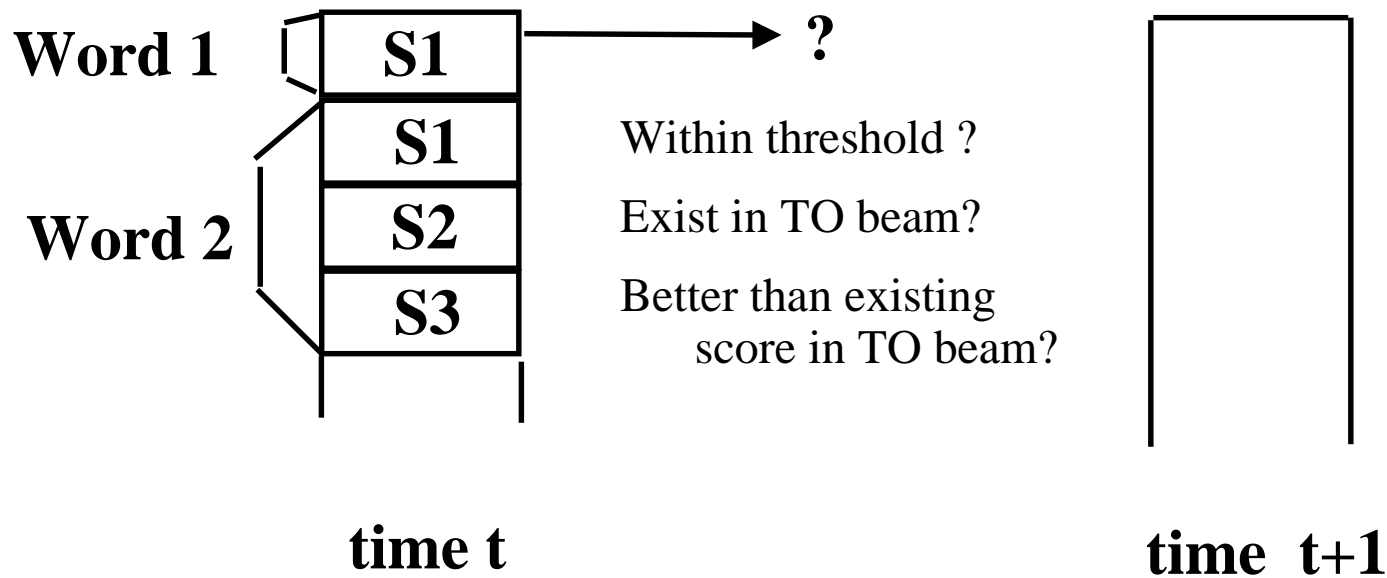 Word 1
S1
?
S1
Within threshold ?
Word 2
S2
Exist in TO beam?
S3
Better than existing
score in TO beam?
time t
time t+1